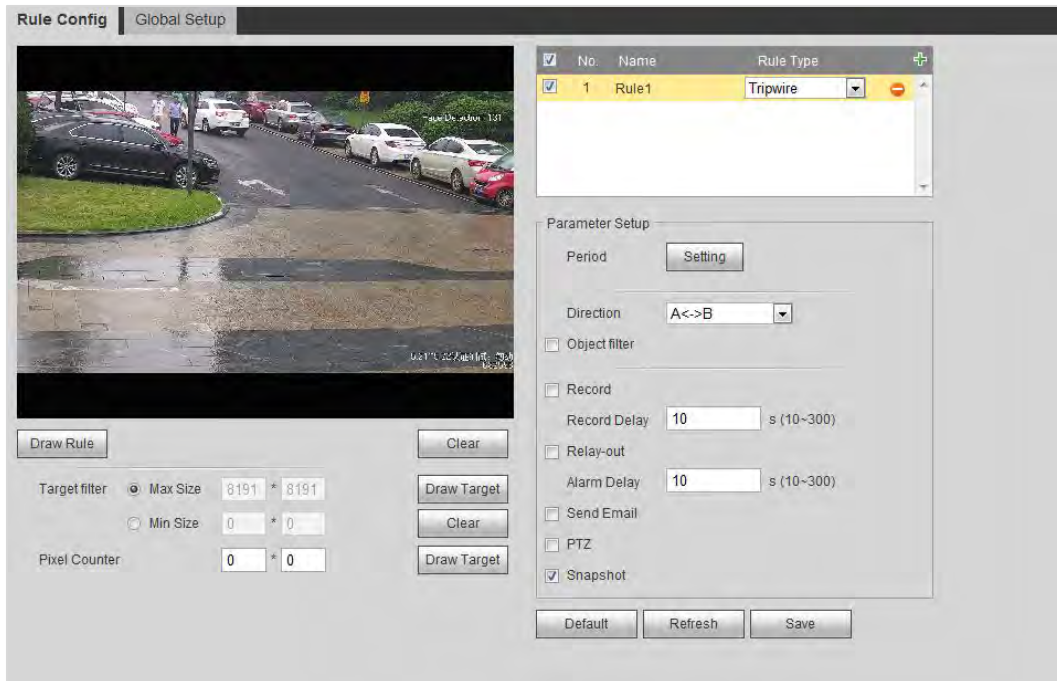 Rule Config Global Setup
No. Name Rule Type
1 Rule1 Tripwire
Parameter Setup
Period Setting
Direction A<->B
Object filter
Record
Record Delay 10 s (10~300)
Relay-out
Alarm Delay 10 s (10~300)
Send Email
PTZ
Snapshot
Default Refresh Save
Draw Rule Clear
Target filter Max Size 8191 * 8191 Draw Target
Min Size 0 * 0 Clear
Pixel Counter 0 * 0 Draw Target